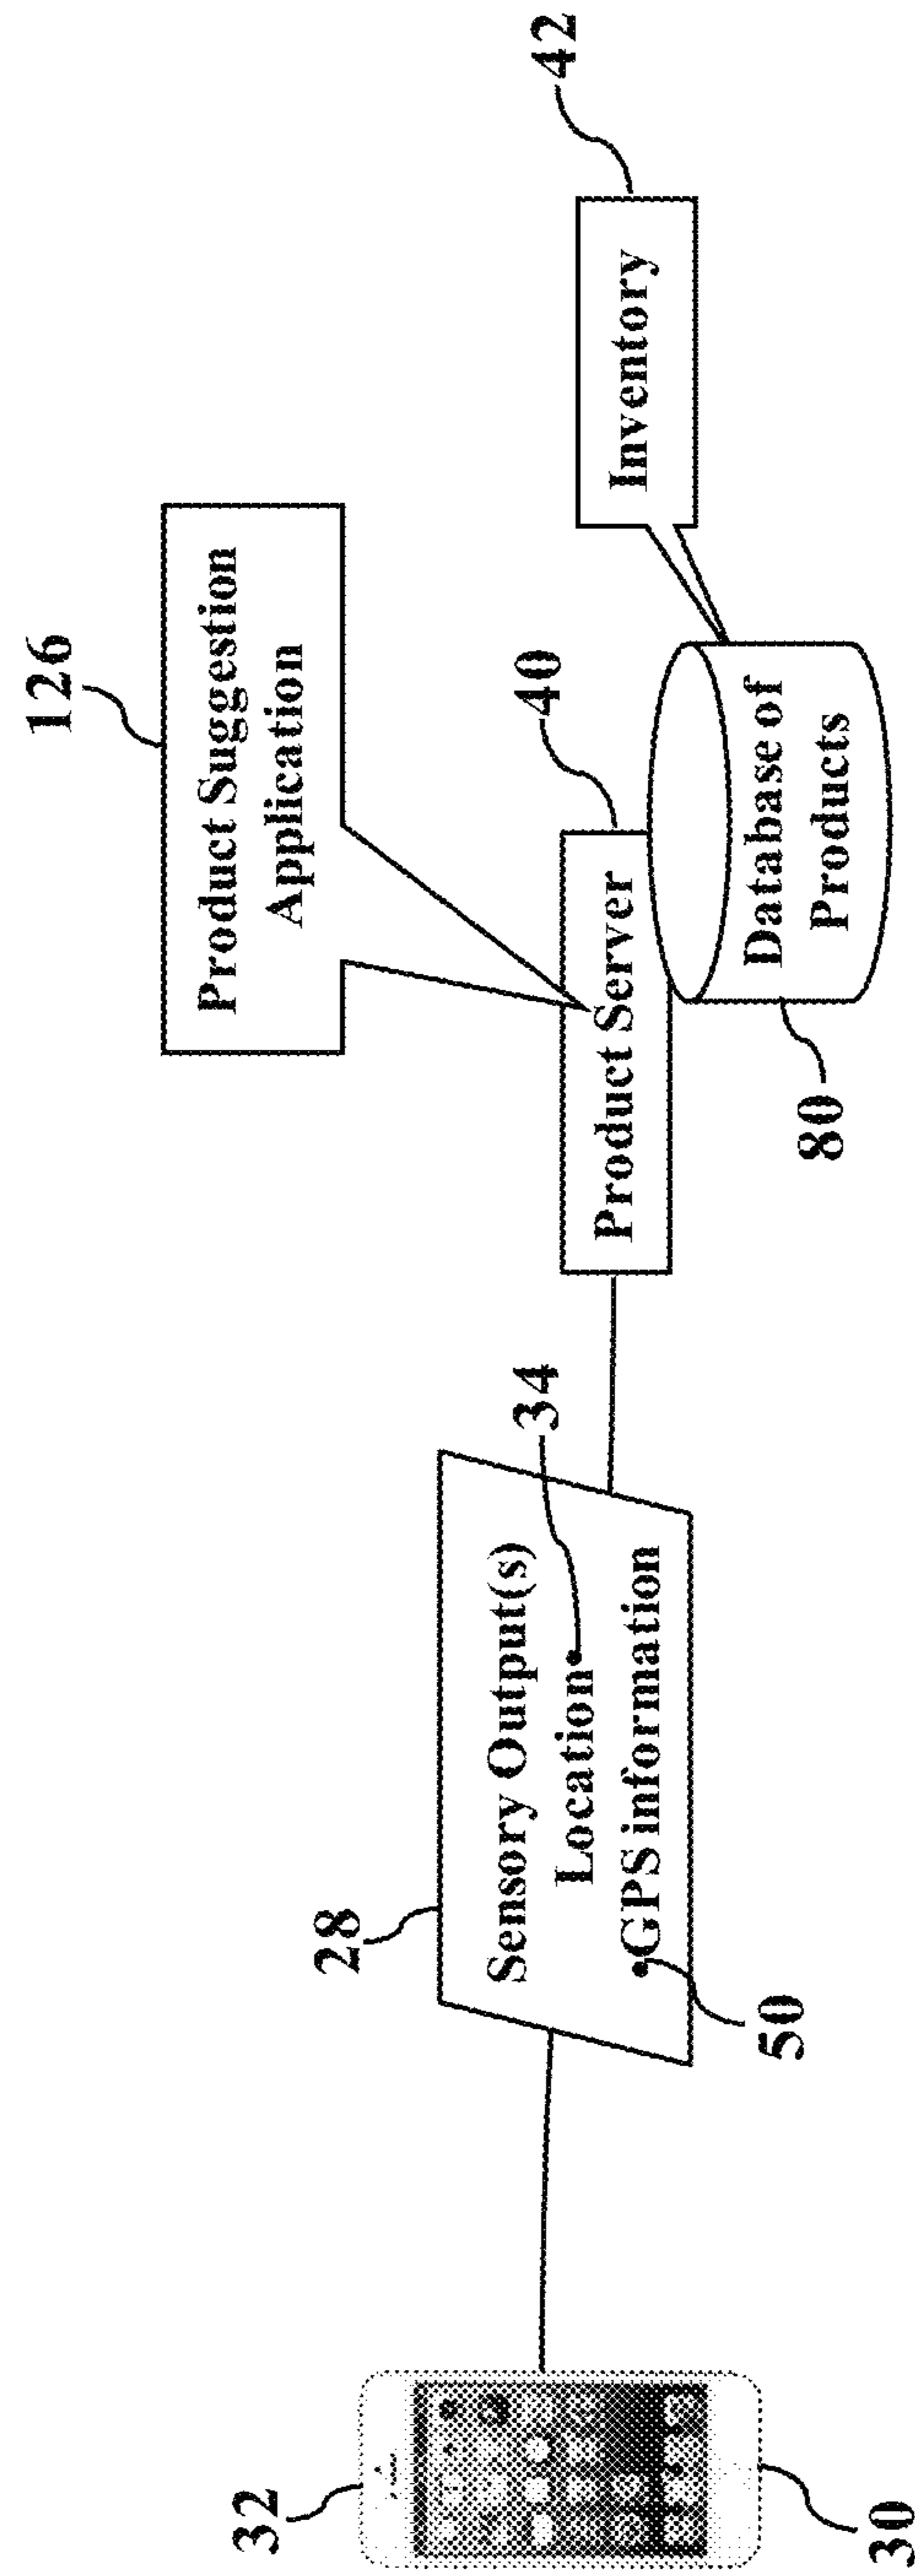 32
30
28
Sensory Output(s)
Location
34
GPS information
50
126
Product Suggestion
Application
Product Server
40
Database of
Products
80
Inventory
42